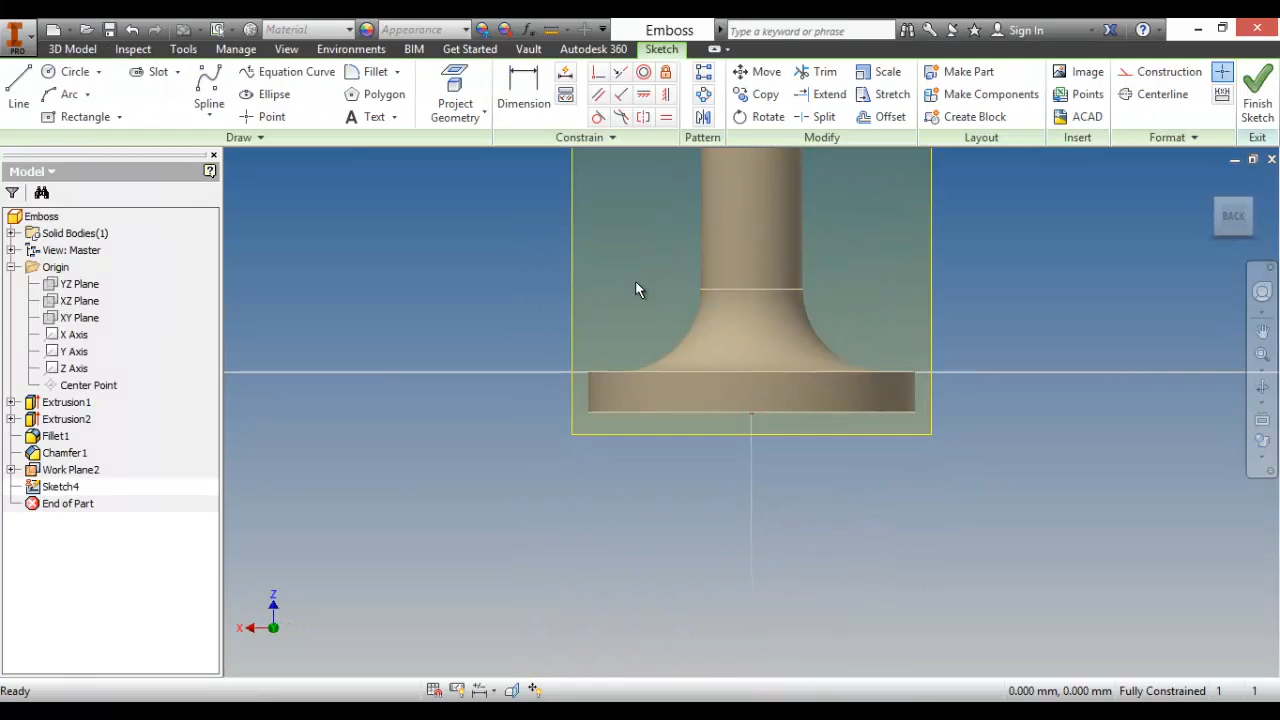 PRO Material Appearance fx Emboss Type a keyword or phrase Sign In
3D Model Inspect Tools Manage View Environments BIM Get Started Vault Autodesk 360 Sketch
Circle Slot Equation Curve Fillet Move Trim Scale Make Part Image Construction
Line Arc Spline Ellipse Polygon Project Geometry Dimension Copy Extend Stretch Make Components Points Centerline Finish Sketch
Rectangle Point Text Rotate Split Offset Create Block ACAD
Draw Constrain Pattern Modify Layout Insert Format Exit
Model
Emboss
Solid Bodies(1)
View: Master
Origin
YZ Plane
XZ Plane
XY Plane
X Axis
Y Axis
Z Axis
Center Point
Extrusion1
Extrusion2
Fillet1
Chamfer1
Work Plane2
Sketch4
End of Part
BACK
Z
X
Ready 0.000 mm, 0.000 mm Fully Constrained 1 1